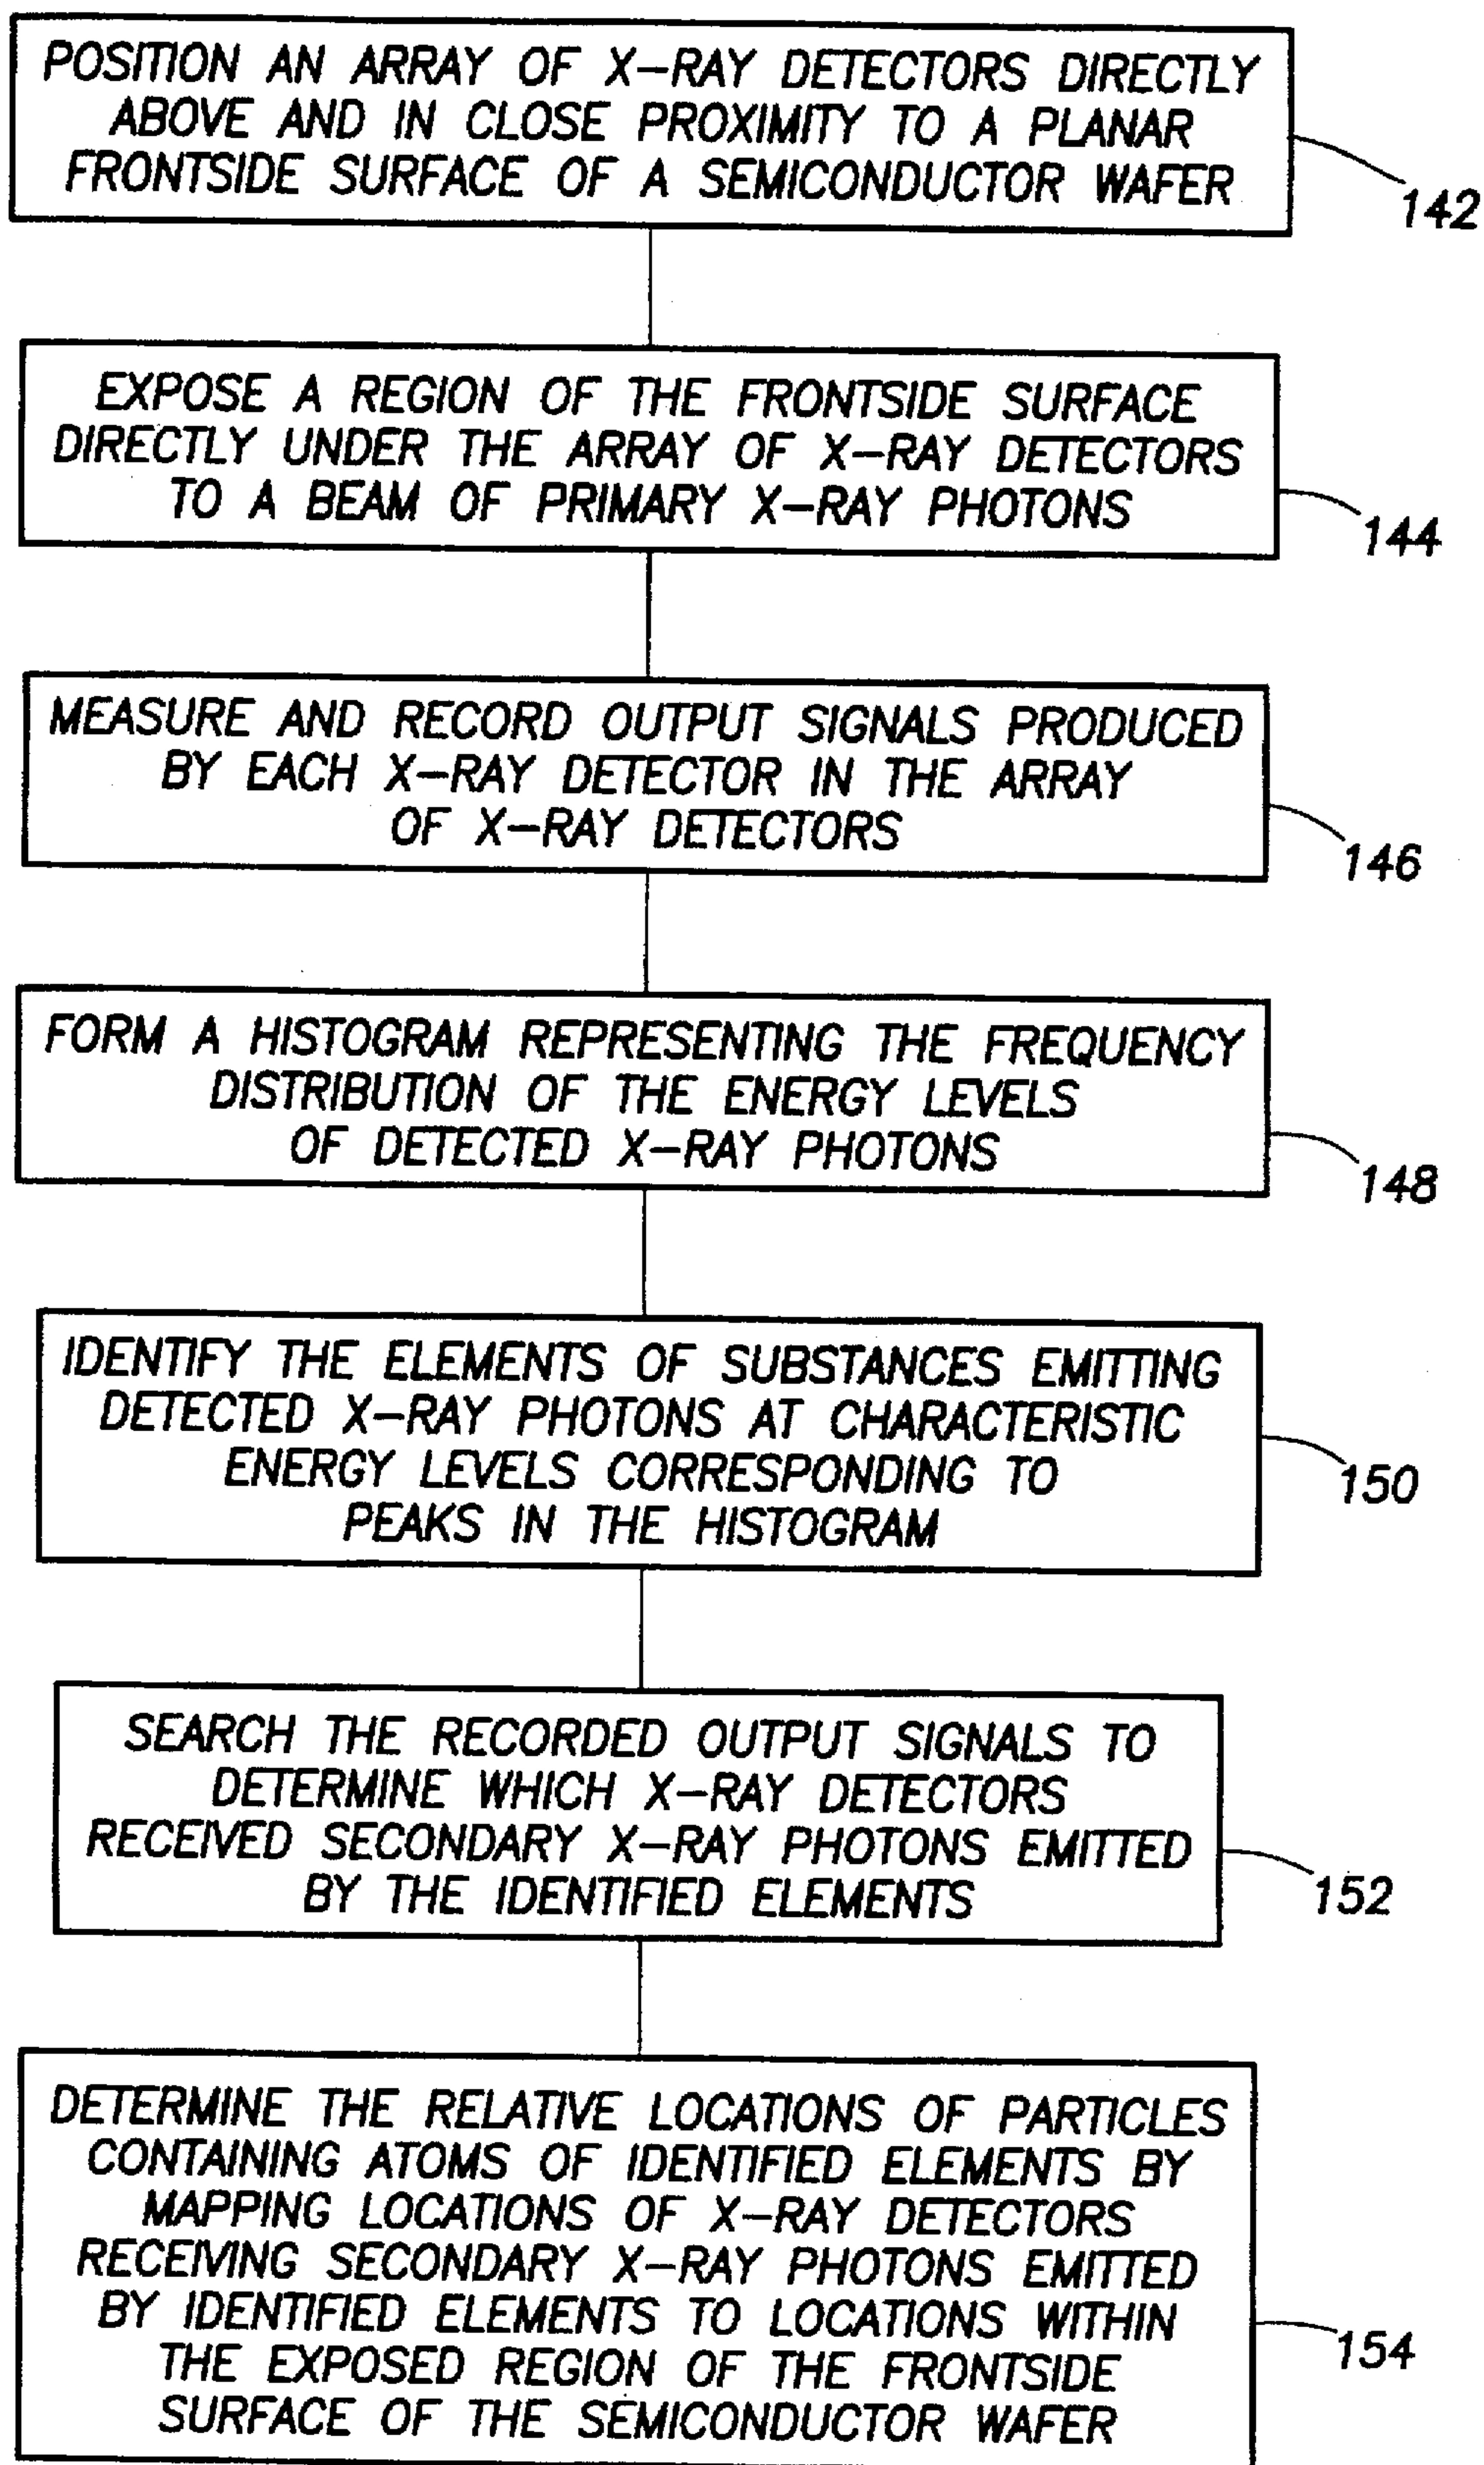 POSITION AN ARRAY OF X-RAY DETECTORS DIRECTLY
ABOVE AND IN CLOSE PROXIMITY TO A PLANAR
FRONTSIDE SURFACE OF A SEMICONDUCTOR WAFER
142
EXPOSE A REGION OF THE FRONTSIDE SURFACE
DIRECTLY UNDER THE ARRAY OF X-RAY DETECTORS
TO A BEAM OF PRIMARY X-RAY PHOTONS
144
MEASURE AND RECORD OUTPUT SIGNALS PRODUCED
BY EACH X-RAY DETECTOR IN THE ARRAY
OF X-RAY DETECTORS
146
FORM A HISTOGRAM REPRESENTING THE FREQUENCY
DISTRIBUTION OF THE ENERGY LEVELS
OF DETECTED X-RAY PHOTONS
148
IDENTIFY THE ELEMENTS OF SUBSTANCES EMITTING
DETECTED X-RAY PHOTONS AT CHARACTERISTIC
ENERGY LEVELS CORRESPONDING TO
PEAKS IN THE HISTOGRAM
150
SEARCH THE RECORDED OUTPUT SIGNALS TO
DETERMINE WHICH X-RAY DETECTORS
RECEIVED SECONDARY X-RAY PHOTONS EMITTED
BY THE IDENTIFIED ELEMENTS
152
DETERMINE THE RELATIVE LOCATIONS OF PARTICLES
CONTAINING ATOMS OF IDENTIFIED ELEMENTS BY
MAPPING LOCATIONS OF X-RAY DETECTORS
RECEIVING SECONDARY X-RAY PHOTONS EMITTED
BY IDENTIFIED ELEMENTS TO LOCATIONS WITHIN
THE EXPOSED REGION OF THE FRONTSIDE
SURFACE OF THE SEMICONDUCTOR WAFER
154